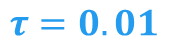 τ = 0.01